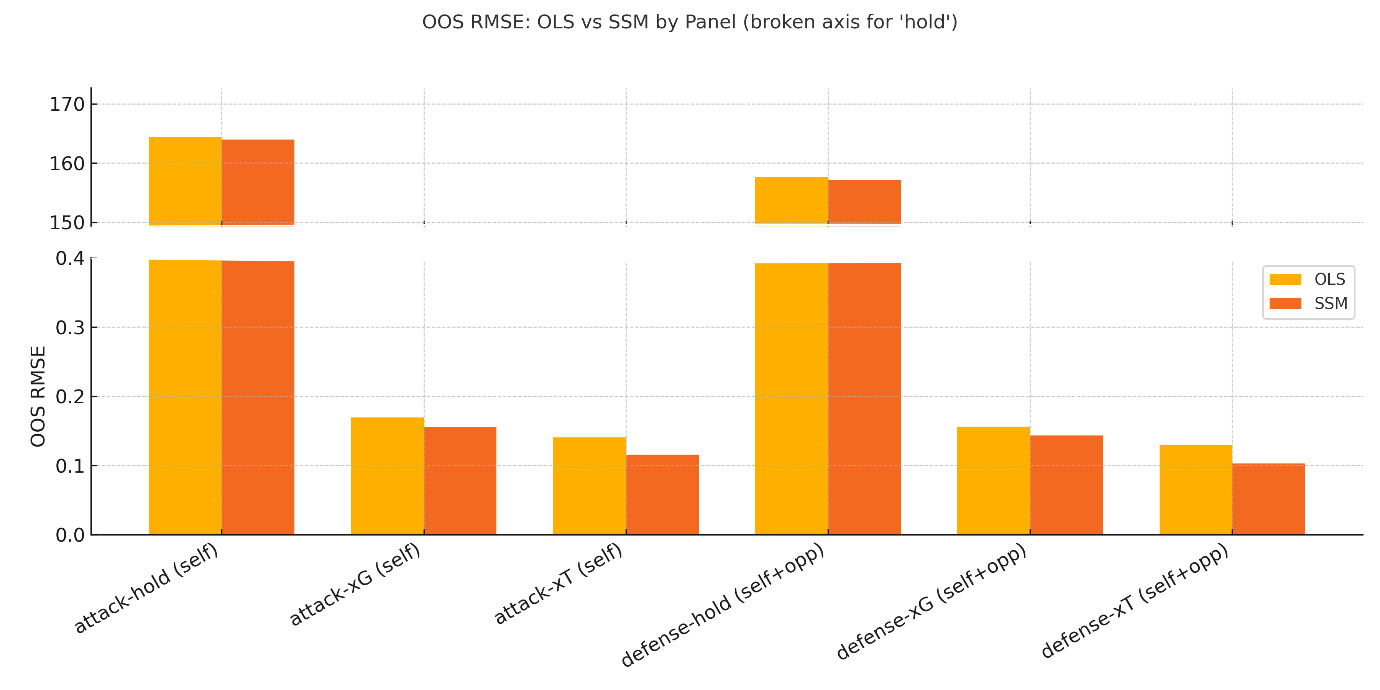 OOS RMSE: OLS vs SSM by Panel (broken axis for 'hold')
170
160
150
0.4
0.3
0.2
0.1
0.0
OOS RMSE
OLS
SSM
attack-hold (self)
attack-xG (self)
attack-xT (self)
defense-hold (self+opp)
defense-xG (self+opp)
defense-xT (self+opp)